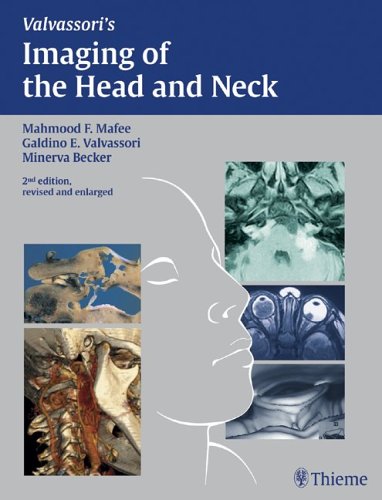 Valvassori's
Imaging of
the Head and Neck
Mahmood F. Mafee
Galdino E. Valvassori
Minerva Becker
2nd edition,
revised and enlarged
Thieme